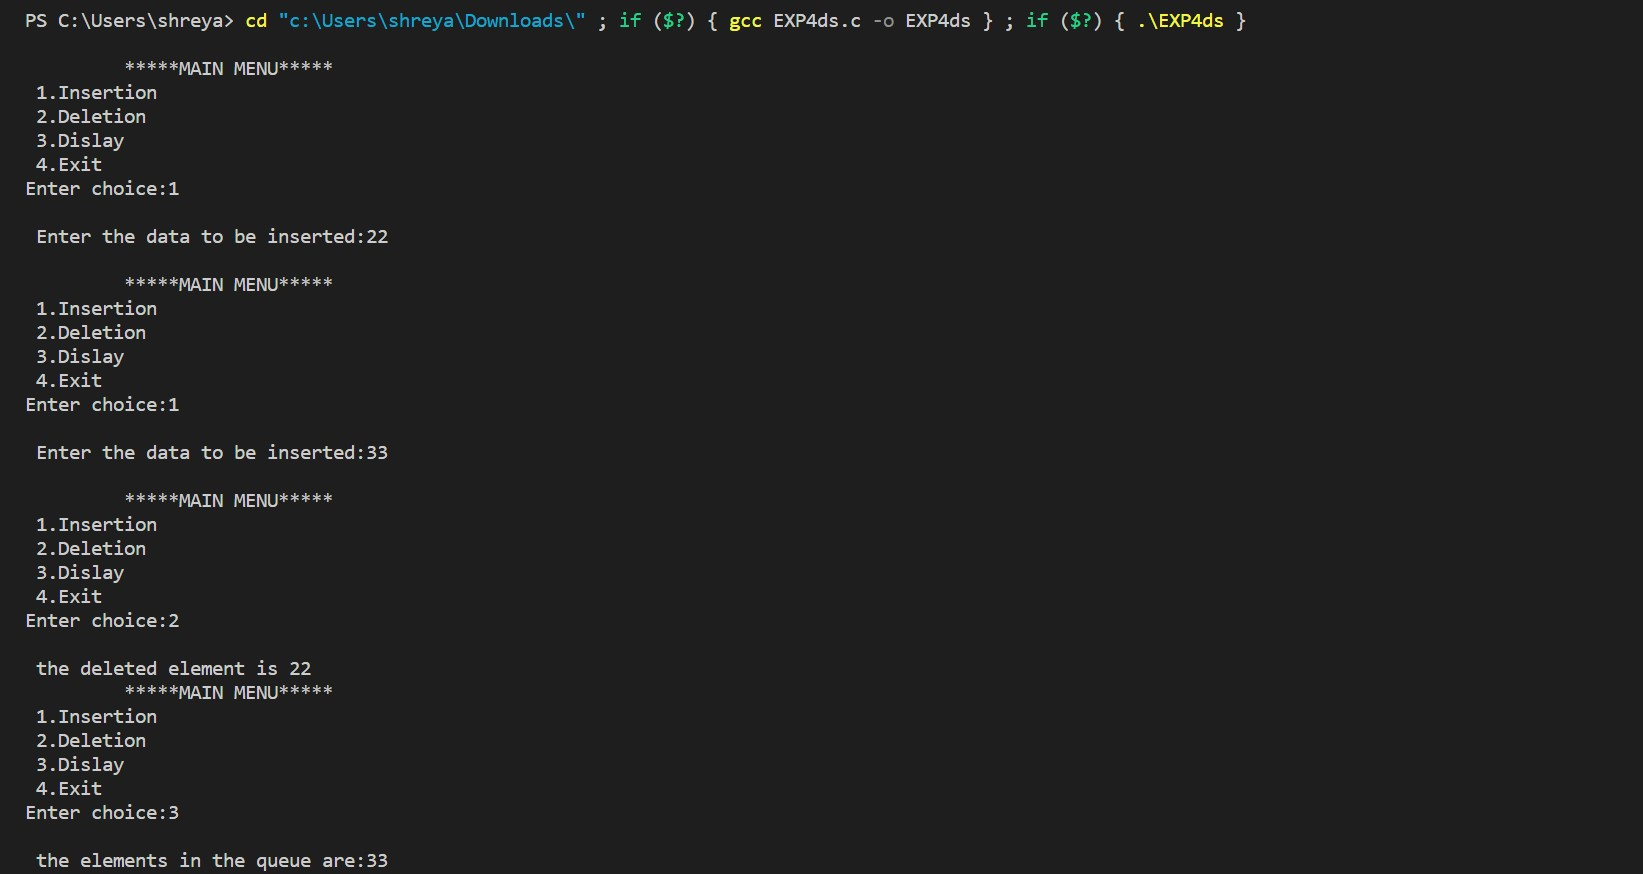 PS C:\Users\shreya> cd "c:\Users\shreya\Downloads\" ; if ($?) { gcc EXP4ds.c -o EXP4ds } ; if ($?) { .\EXP4ds }
*****MAIN MENU*****
1.Insertion
2.Deletion
3.Dislay
4.Exit
Enter choice:1
Enter the data to be inserted:22
*****MAIN MENU*****
1.Insertion
2.Deletion
3.Dislay
4.Exit
Enter choice:1
Enter the data to be inserted:33
*****MAIN MENU*****
1.Insertion
2.Deletion
3.Dislay
4.Exit
Enter choice:2
the deleted element is 22
*****MAIN MENU*****
1.Insertion
2.Deletion
3.Dislay
4.Exit
Enter choice:3
the elements in the queue are:33